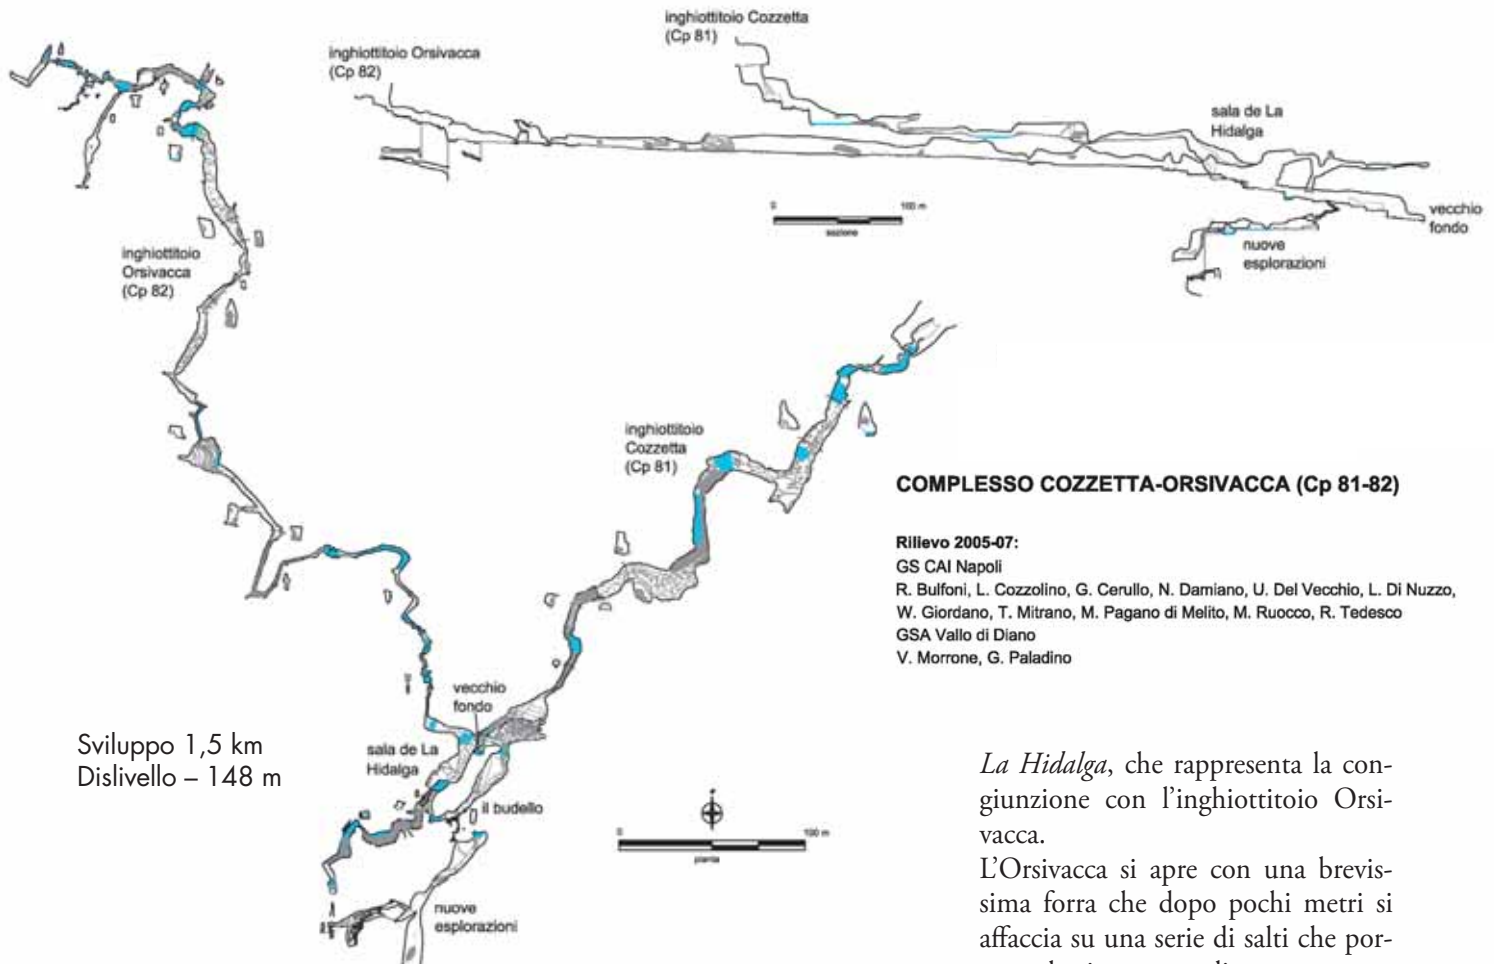 inghiottitoio Cozzetta
(Cp 81)
inghiottitoio Orsivacca
(Cp 82)
sala de La
Hidalga
0 100 m
sezione
vecchio
fondo
nuove
esplorazioni
inghiottitoio
Orsivacca
(Cp 82)
inghiottitoio
Cozzetta
(Cp 81)
COMPLESSO COZZETTA-ORSIVACCA (Cp 81-82)
Rilievo 2005-07:
GS CAI Napoli
R. Bulfoni, L. Cozzolino, G. Cerullo, N. Damiano, U. Del Vecchio, L. Di Nuzzo,
W. Giordano, T. Mitrano, M. Pagano di Melito, M. Ruocco, R. Tedesco
GSA Vallo di Diano
V. Morrone, G. Paladino
vecchio
fondo
sala de La
Hidalga
il budello
0 100 m
pianta
nuove
esplorazioni
Sviluppo 1,5 km
Dislivello – 148 m
La Hidalga, che rappresenta la con-
giunzione con l’inghiottitoio Orsi-
vacca.
L’Orsivacca si apre con una brevis-
sima forra che dopo pochi metri si
affaccia su una serie di salti che por-